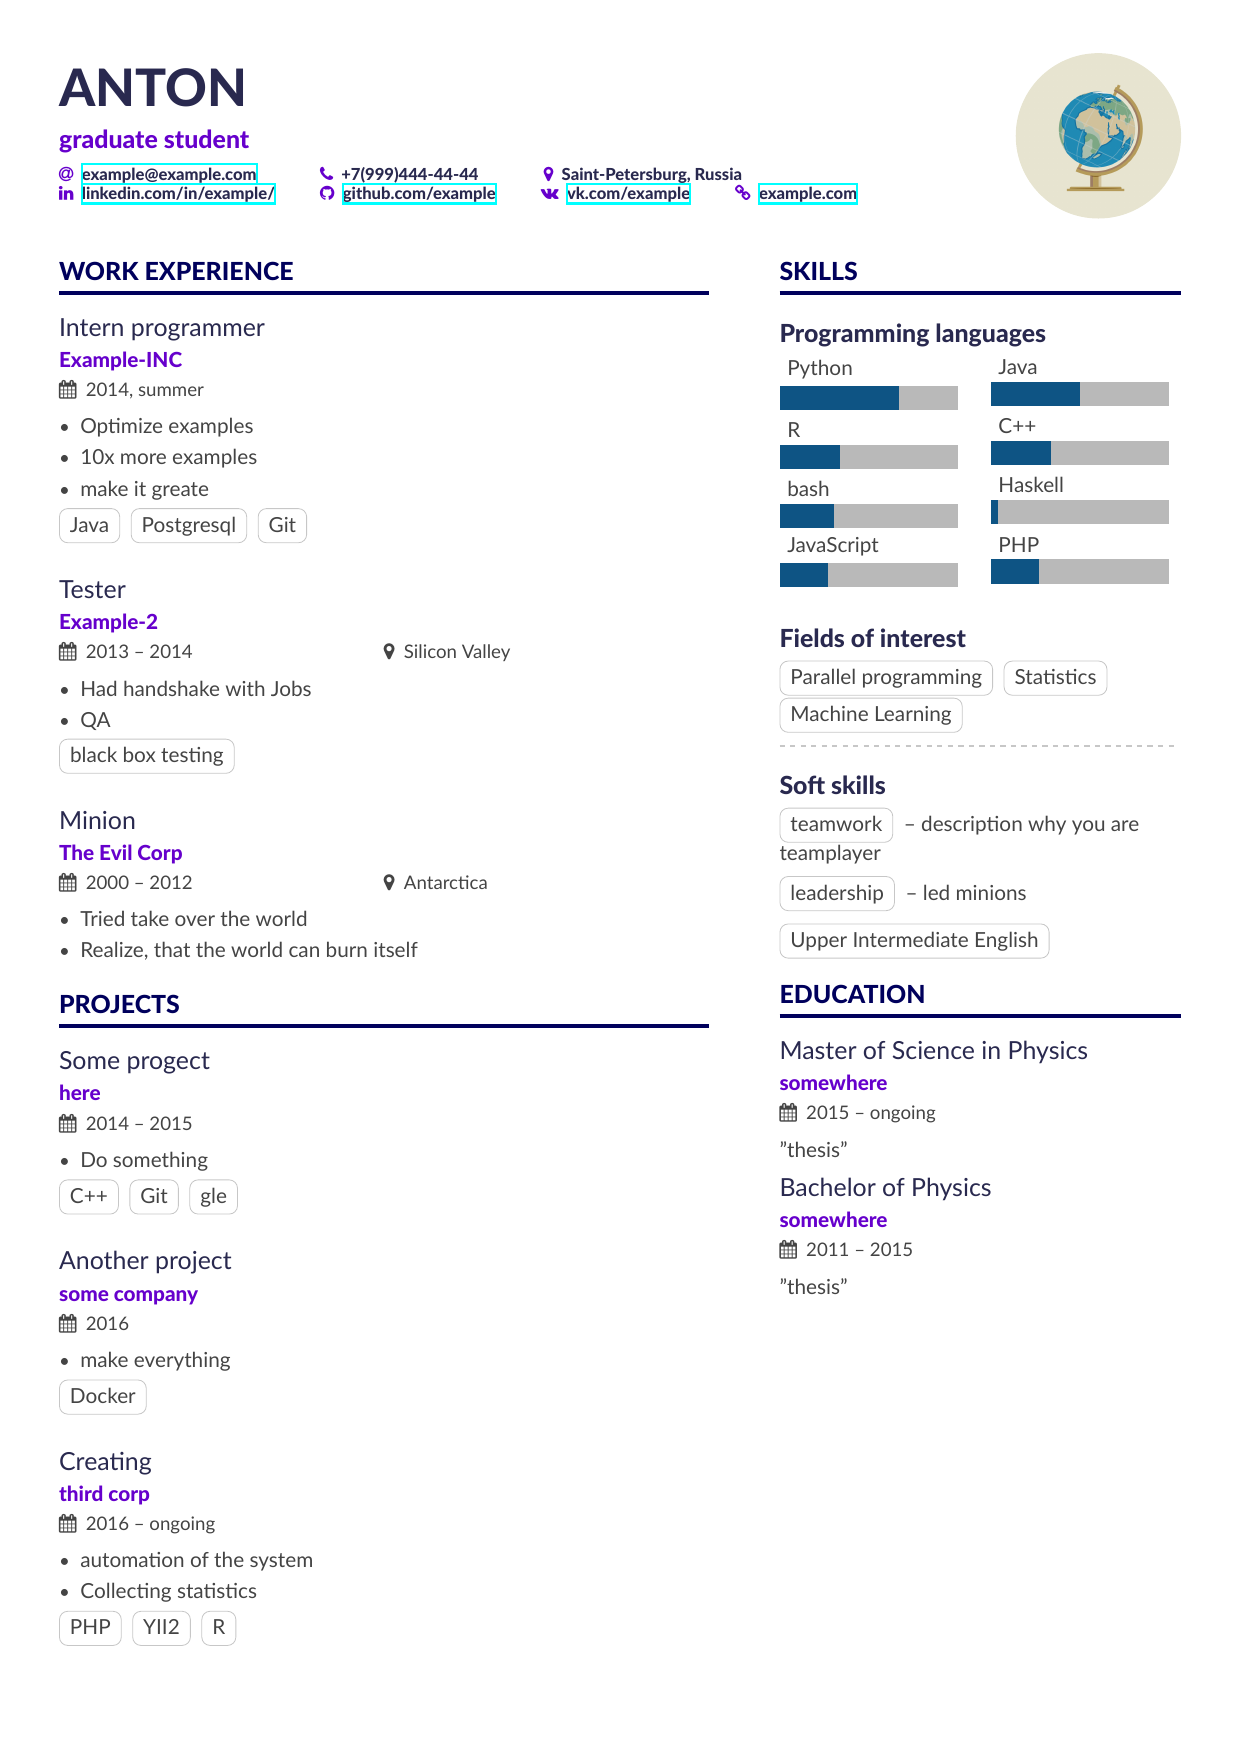 ANTON
graduate student
@ example@example.com +7(999)444-44-44 Saint-Petersburg, Russia
linkedin.com/in/example/ github.com/example vk.com/example example.com
WORK EXPERIENCE
Intern programmer
Example-INC
2014, summer
• Optimize examples
• 10x more examples
• make it greate
Java Postgresql Git
Tester
Example-2
2013 – 2014 Silicon Valley
• Had handshake with Jobs
• QA
black box testing
Minion
The Evil Corp
2000 – 2012 Antarctica
• Tried take over the world
• Realize, that the world can burn itself
PROJECTS
Some progect
here
2014 – 2015
• Do something
C++ Git gle
Another project
some company
2016
• make everything
Docker
Creating
third corp
2016 – ongoing
• automation of the system
• Collecting statistics
PHP YII2 R
SKILLS
Programming languages
Python Java
R C++
bash Haskell
JavaScript PHP
Fields of interest
Parallel programming Statistics
Machine Learning
Soft skills
teamwork – description why you are
teamplayer
leadership – led minions
Upper Intermediate English
EDUCATION
Master of Science in Physics
somewhere
2015 – ongoing
”thesis”
Bachelor of Physics
somewhere
2011 – 2015
”thesis”